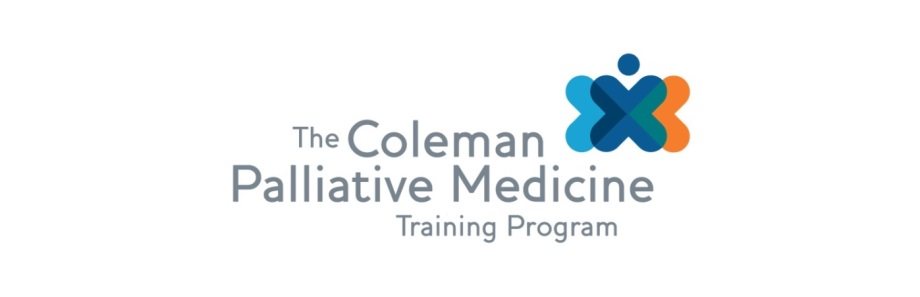 The Coleman
Palliative Medicine
Training Program